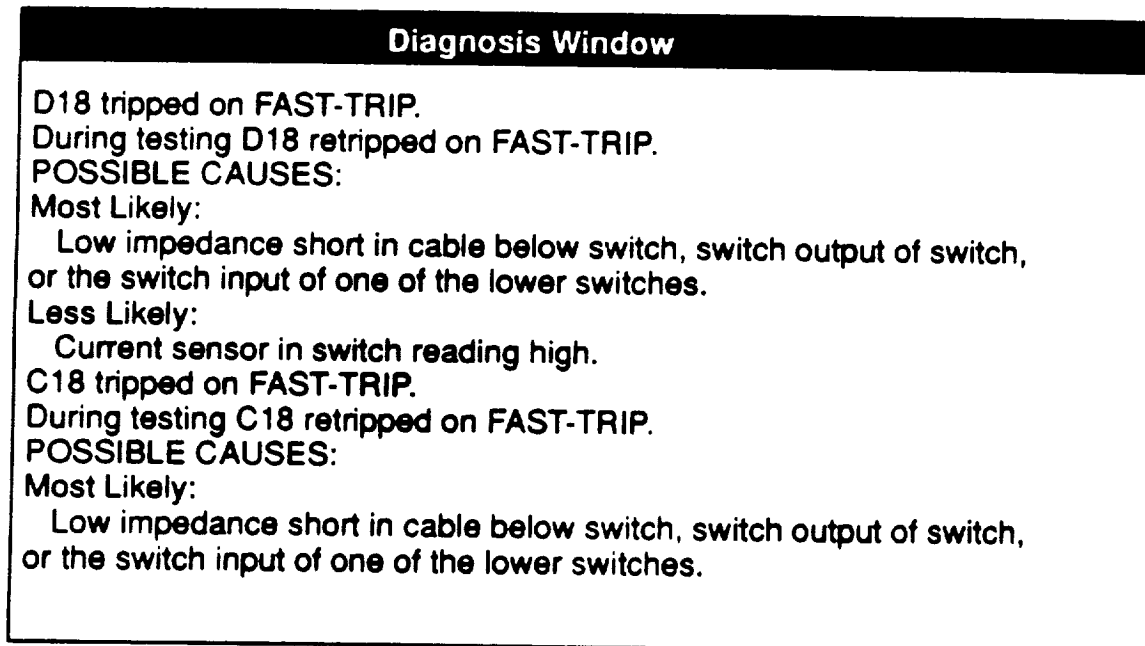 Diagnosis Window
D18 tripped on FAST-TRIP.
During testing D18 retripped on FAST-TRIP.
POSSIBLE CAUSES:
Most Likely:
Low impedance short in cable below switch, switch output of switch,
or the switch input of one of the lower switches.
Less Likely:
Current sensor in switch reading high.
C18 tripped on FAST-TRIP.
During testing C18 retripped on FAST-TRIP.
POSSIBLE CAUSES:
Most Likely:
Low impedance short in cable below switch, switch output of switch,
or the switch input of one of the lower switches.